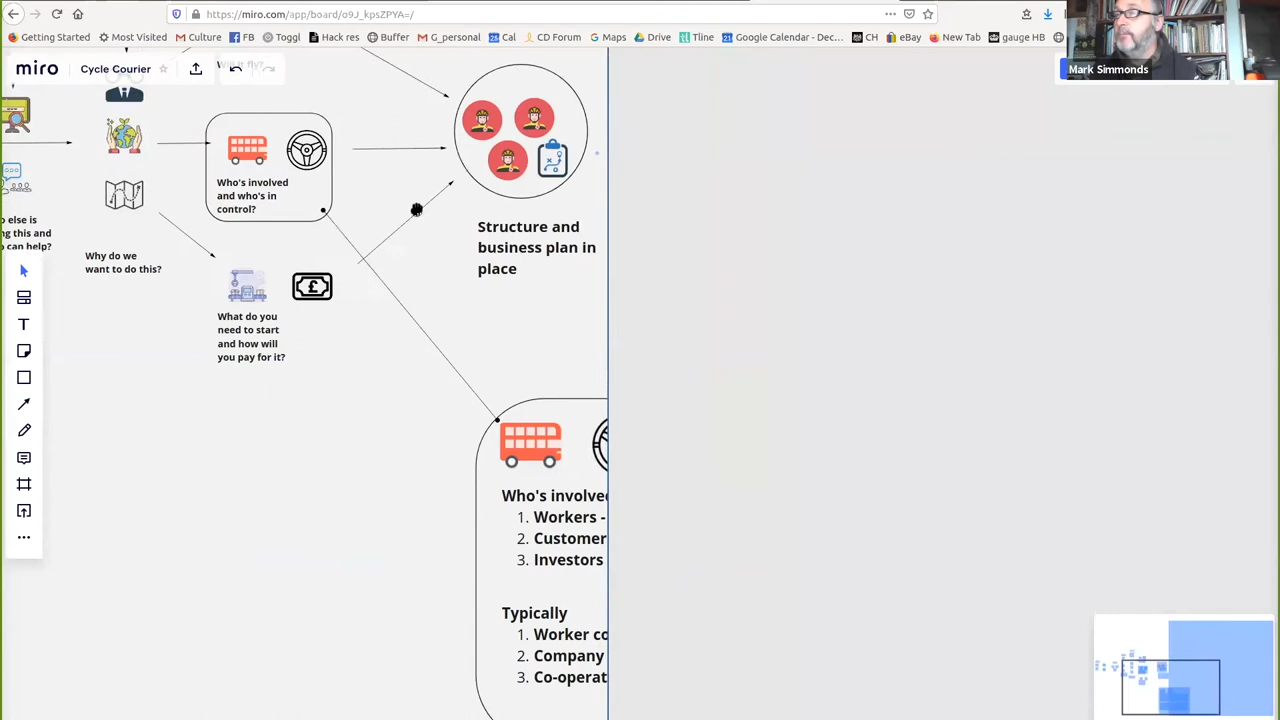 https://miro.com/app/board/o9J_kpsZPYA=/
Getting Started
Most Visited
Culture
FB
Toggl
Hack res
Buffer
G_personal
Cal
CD Forum
Maps
Drive
Tline
Google Calendar - Dec...
CH
eBay
New Tab
gauge HB
miro
Cycle Courier
Mark Simmonds
Who's involved
and who's in
control?
o else is
ng this and
o can help?
Why do we
want to do this?
What do you
need to start
and how will
you pay for it?
Structure and
business plan in
place
Who's involved
1. Workers -
2. Customer
3. Investors
Typically
1. Worker co
2. Company
3. Co-operat